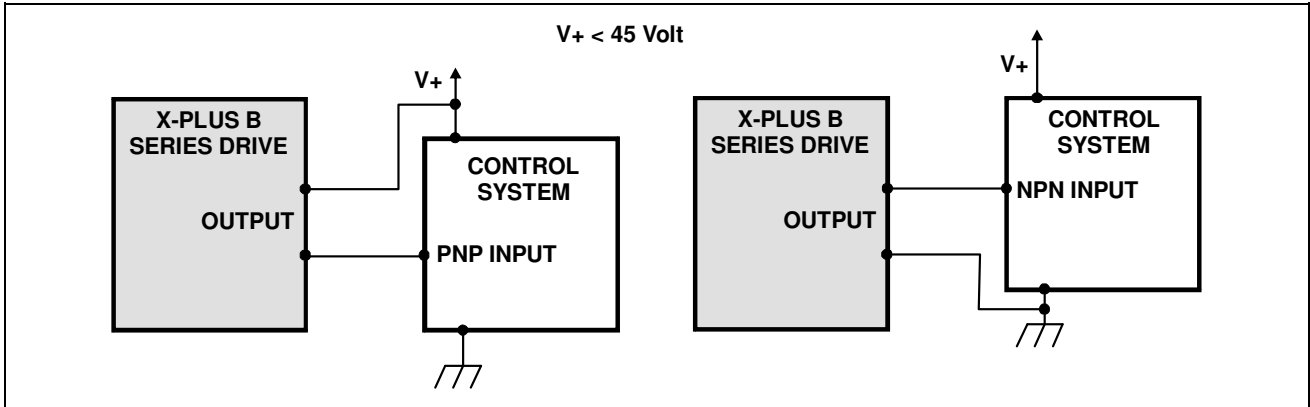 V+ < 45 Volt
V+
X-PLUS B
SERIES DRIVE
OUTPUT
CONTROL
SYSTEM
PNP INPUT
V+
X-PLUS B
SERIES DRIVE
OUTPUT
CONTROL
SYSTEM
NPN INPUT